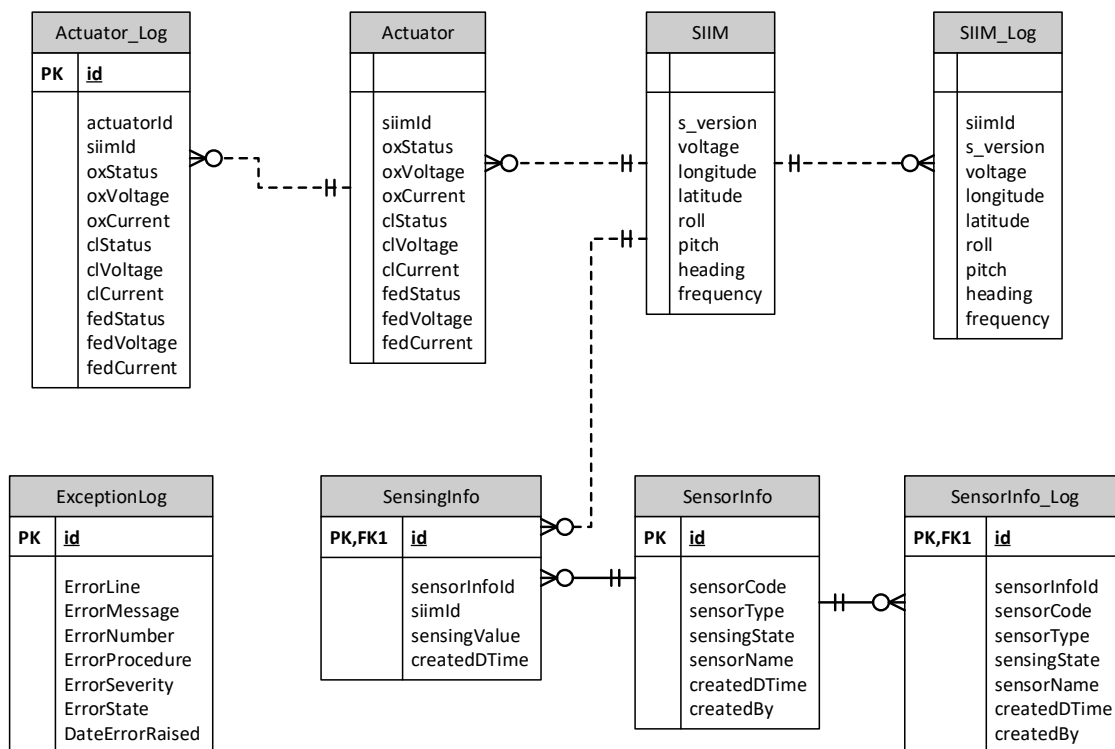 Actuator_Log
PK id
actuatorId
siimId
oxStatus
oxVoltage
oxCurrent
clStatus
clVoltage
clCurrent
fedStatus
fedVoltage
fedCurrent
Actuator
siimId
oxStatus
oxVoltage
oxCurrent
clStatus
clVoltage
clCurrent
fedStatus
fedVoltage
fedCurrent
SIIM
s_version
voltage
longitude
latitude
roll
pitch
heading
frequency
SIIM_Log
siimId
s_version
voltage
longitude
latitude
roll
pitch
heading
frequency
ExceptionLog
PK id
ErrorLine
ErrorMessage
ErrorNumber
ErrorProcedure
ErrorSeverity
ErrorState
DateErrorRaised
SensingInfo
PK,FK1 id
sensorInfoId
siimId
sensingValue
createdDTime
SensorInfo
PK id
sensorCode
sensorType
sensingState
sensorName
createdDTime
createdBy
SensorInfo_Log
PK,FK1 id
sensorInfoId
sensorCode
sensorType
sensingState
sensorName
createdDTime
createdBy